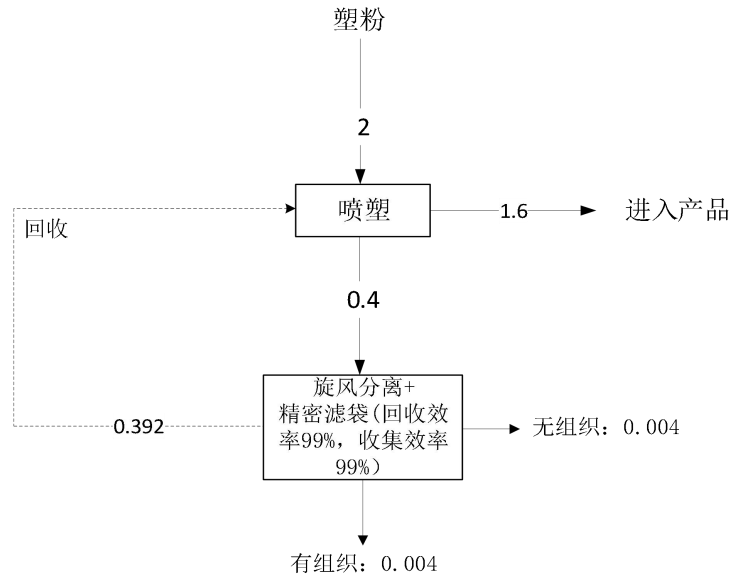 塑粉
2
喷塑
1.6
进入产品
回收
0.4
旋风分离+
精密滤袋(回收效
率99%，收集效率
99%）
0.392
无组织：0.004
有组织：0.004